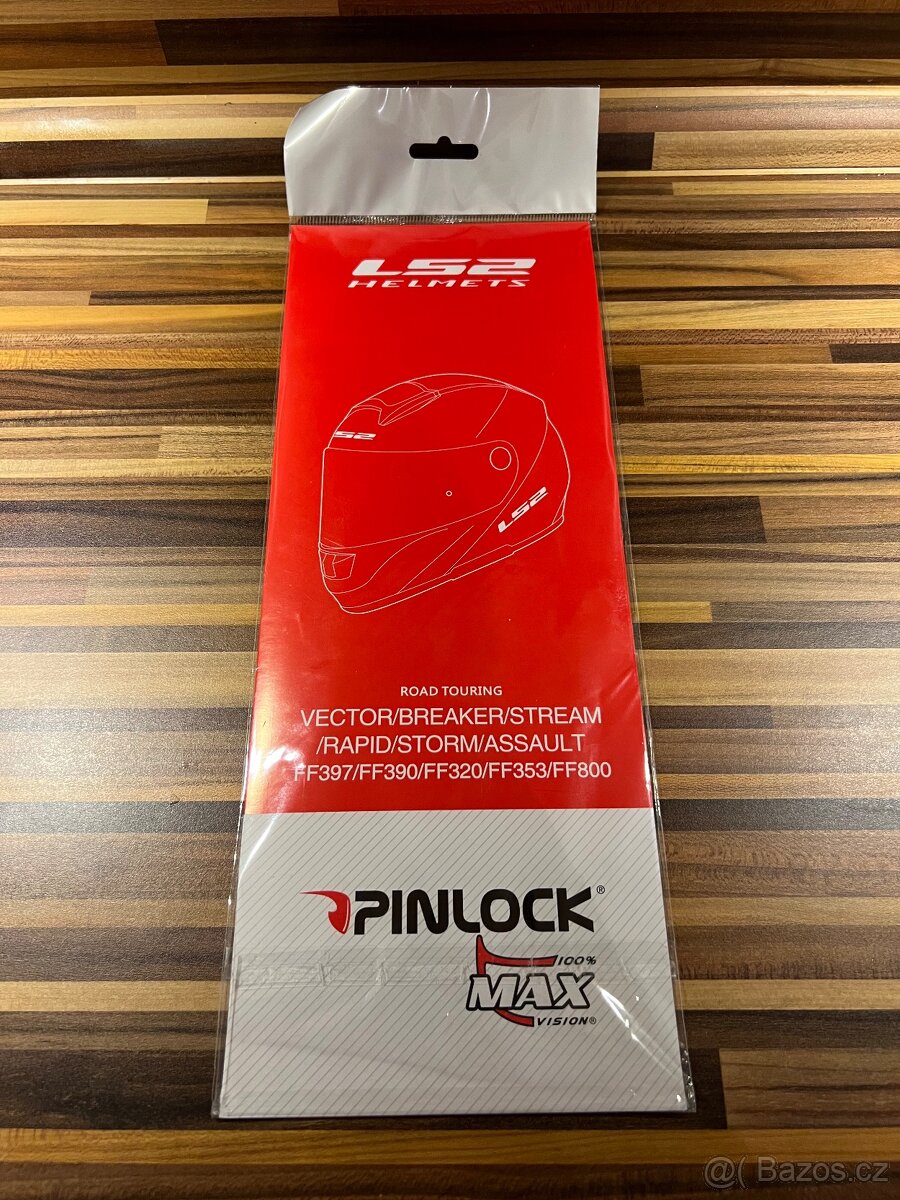 LS2
HELMETS
LS2
LS2
ROAD TOURING
VECTOR/BREAKER/STREAM
/RAPID/STORM/ASSAULT
FF397/FF390/FF320/FF353/FF800
PINLOCK®
100%
MAX
VISION®
@( Bazos.cz